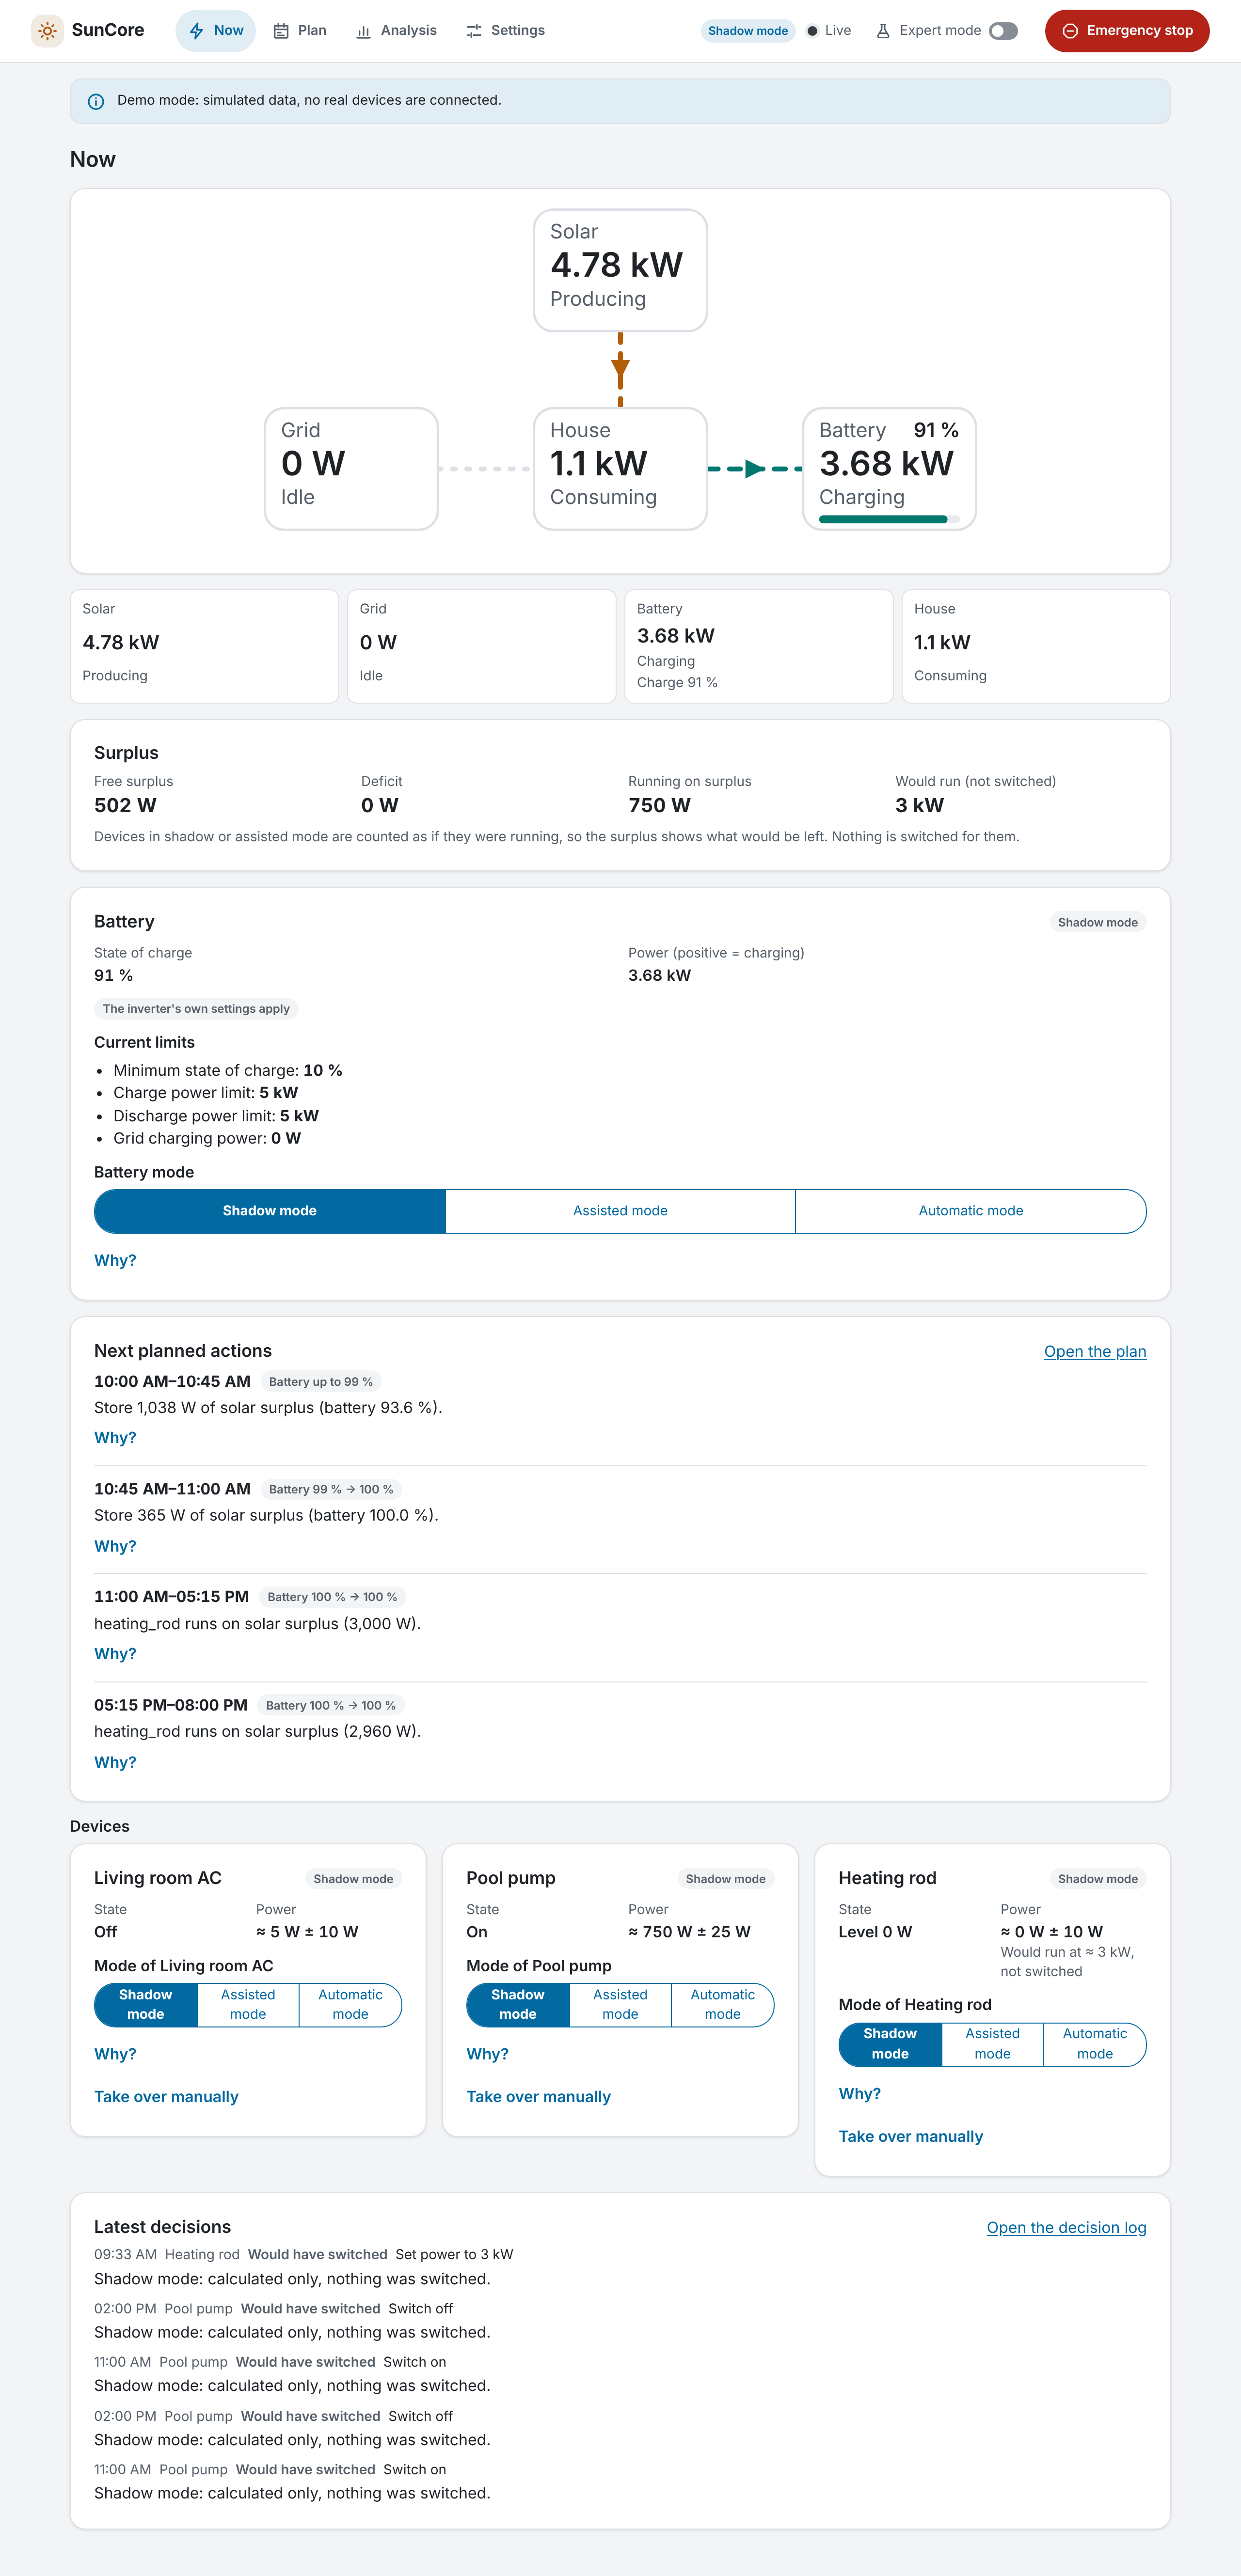 SunCore
Now
Plan
Analysis
Settings
Shadow mode
Live
Expert mode
Emergency stop
Demo mode: simulated data, no real devices are connected.
Now
Solar
4.78 kW
Producing
Grid
0 W
Idle
House
1.1 kW
Consuming
Battery 91 %
3.68 kW
Charging
Solar
4.78 kW
Producing
Grid
0 W
Idle
Battery
3.68 kW
Charging
Charge 91 %
House
1.1 kW
Consuming
Surplus
Free surplus
502 W
Deficit
0 W
Running on surplus
750 W
Would run (not switched)
3 kW
Devices in shadow or assisted mode are counted as if they were running, so the surplus shows what would be left. Nothing is switched for them.
Battery
Shadow mode
State of charge
91 %
Power (positive = charging)
3.68 kW
The inverter's own settings apply
Current limits
• Minimum state of charge: 10 %
• Charge power limit: 5 kW
• Discharge power limit: 5 kW
• Grid charging power: 0 W
Battery mode
Shadow mode
Assisted mode
Automatic mode
Why?
Next planned actions
Open the plan
10:00 AM–10:45 AM Battery up to 99 %
Store 1,038 W of solar surplus (battery 93.6 %).
Why?
10:45 AM–11:00 AM Battery 99 % → 100 %
Store 365 W of solar surplus (battery 100.0 %).
Why?
11:00 AM–05:15 PM Battery 100 % → 100 %
heating_rod runs on solar surplus (3,000 W).
Why?
05:15 PM–08:00 PM Battery 100 % → 100 %
heating_rod runs on solar surplus (2,960 W).
Why?
Devices
Living room AC
Shadow mode
State
Off
Power
≈ 5 W ± 10 W
Mode of Living room AC
Shadow
mode
Assisted
mode
Automatic
mode
Why?
Take over manually
Pool pump
Shadow mode
State
On
Power
≈ 750 W ± 25 W
Mode of Pool pump
Shadow
mode
Assisted
mode
Automatic
mode
Why?
Take over manually
Heating rod
Shadow mode
State
Level 0 W
Power
≈ 0 W ± 10 W
Would run at ≈ 3 kW,
not switched
Mode of Heating rod
Shadow
mode
Assisted
mode
Automatic
mode
Why?
Take over manually
Latest decisions
Open the decision log
09:33 AM Heating rod Would have switched Set power to 3 kW
Shadow mode: calculated only, nothing was switched.
02:00 PM Pool pump Would have switched Switch off
Shadow mode: calculated only, nothing was switched.
11:00 AM Pool pump Would have switched Switch on
Shadow mode: calculated only, nothing was switched.
02:00 PM Pool pump Would have switched Switch off
Shadow mode: calculated only, nothing was switched.
11:00 AM Pool pump Would have switched Switch on
Shadow mode: calculated only, nothing was switched.